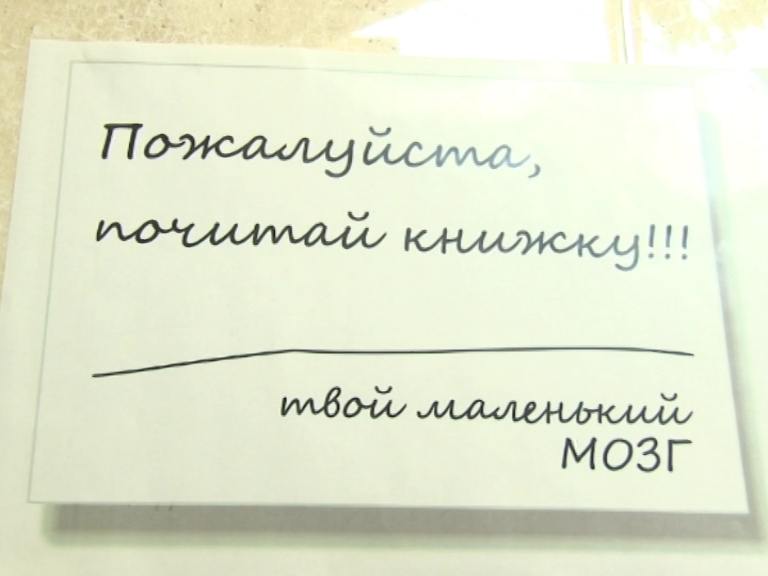 Пожалуйста,
почитай книжку!!!
твой маленький
МОЗГ